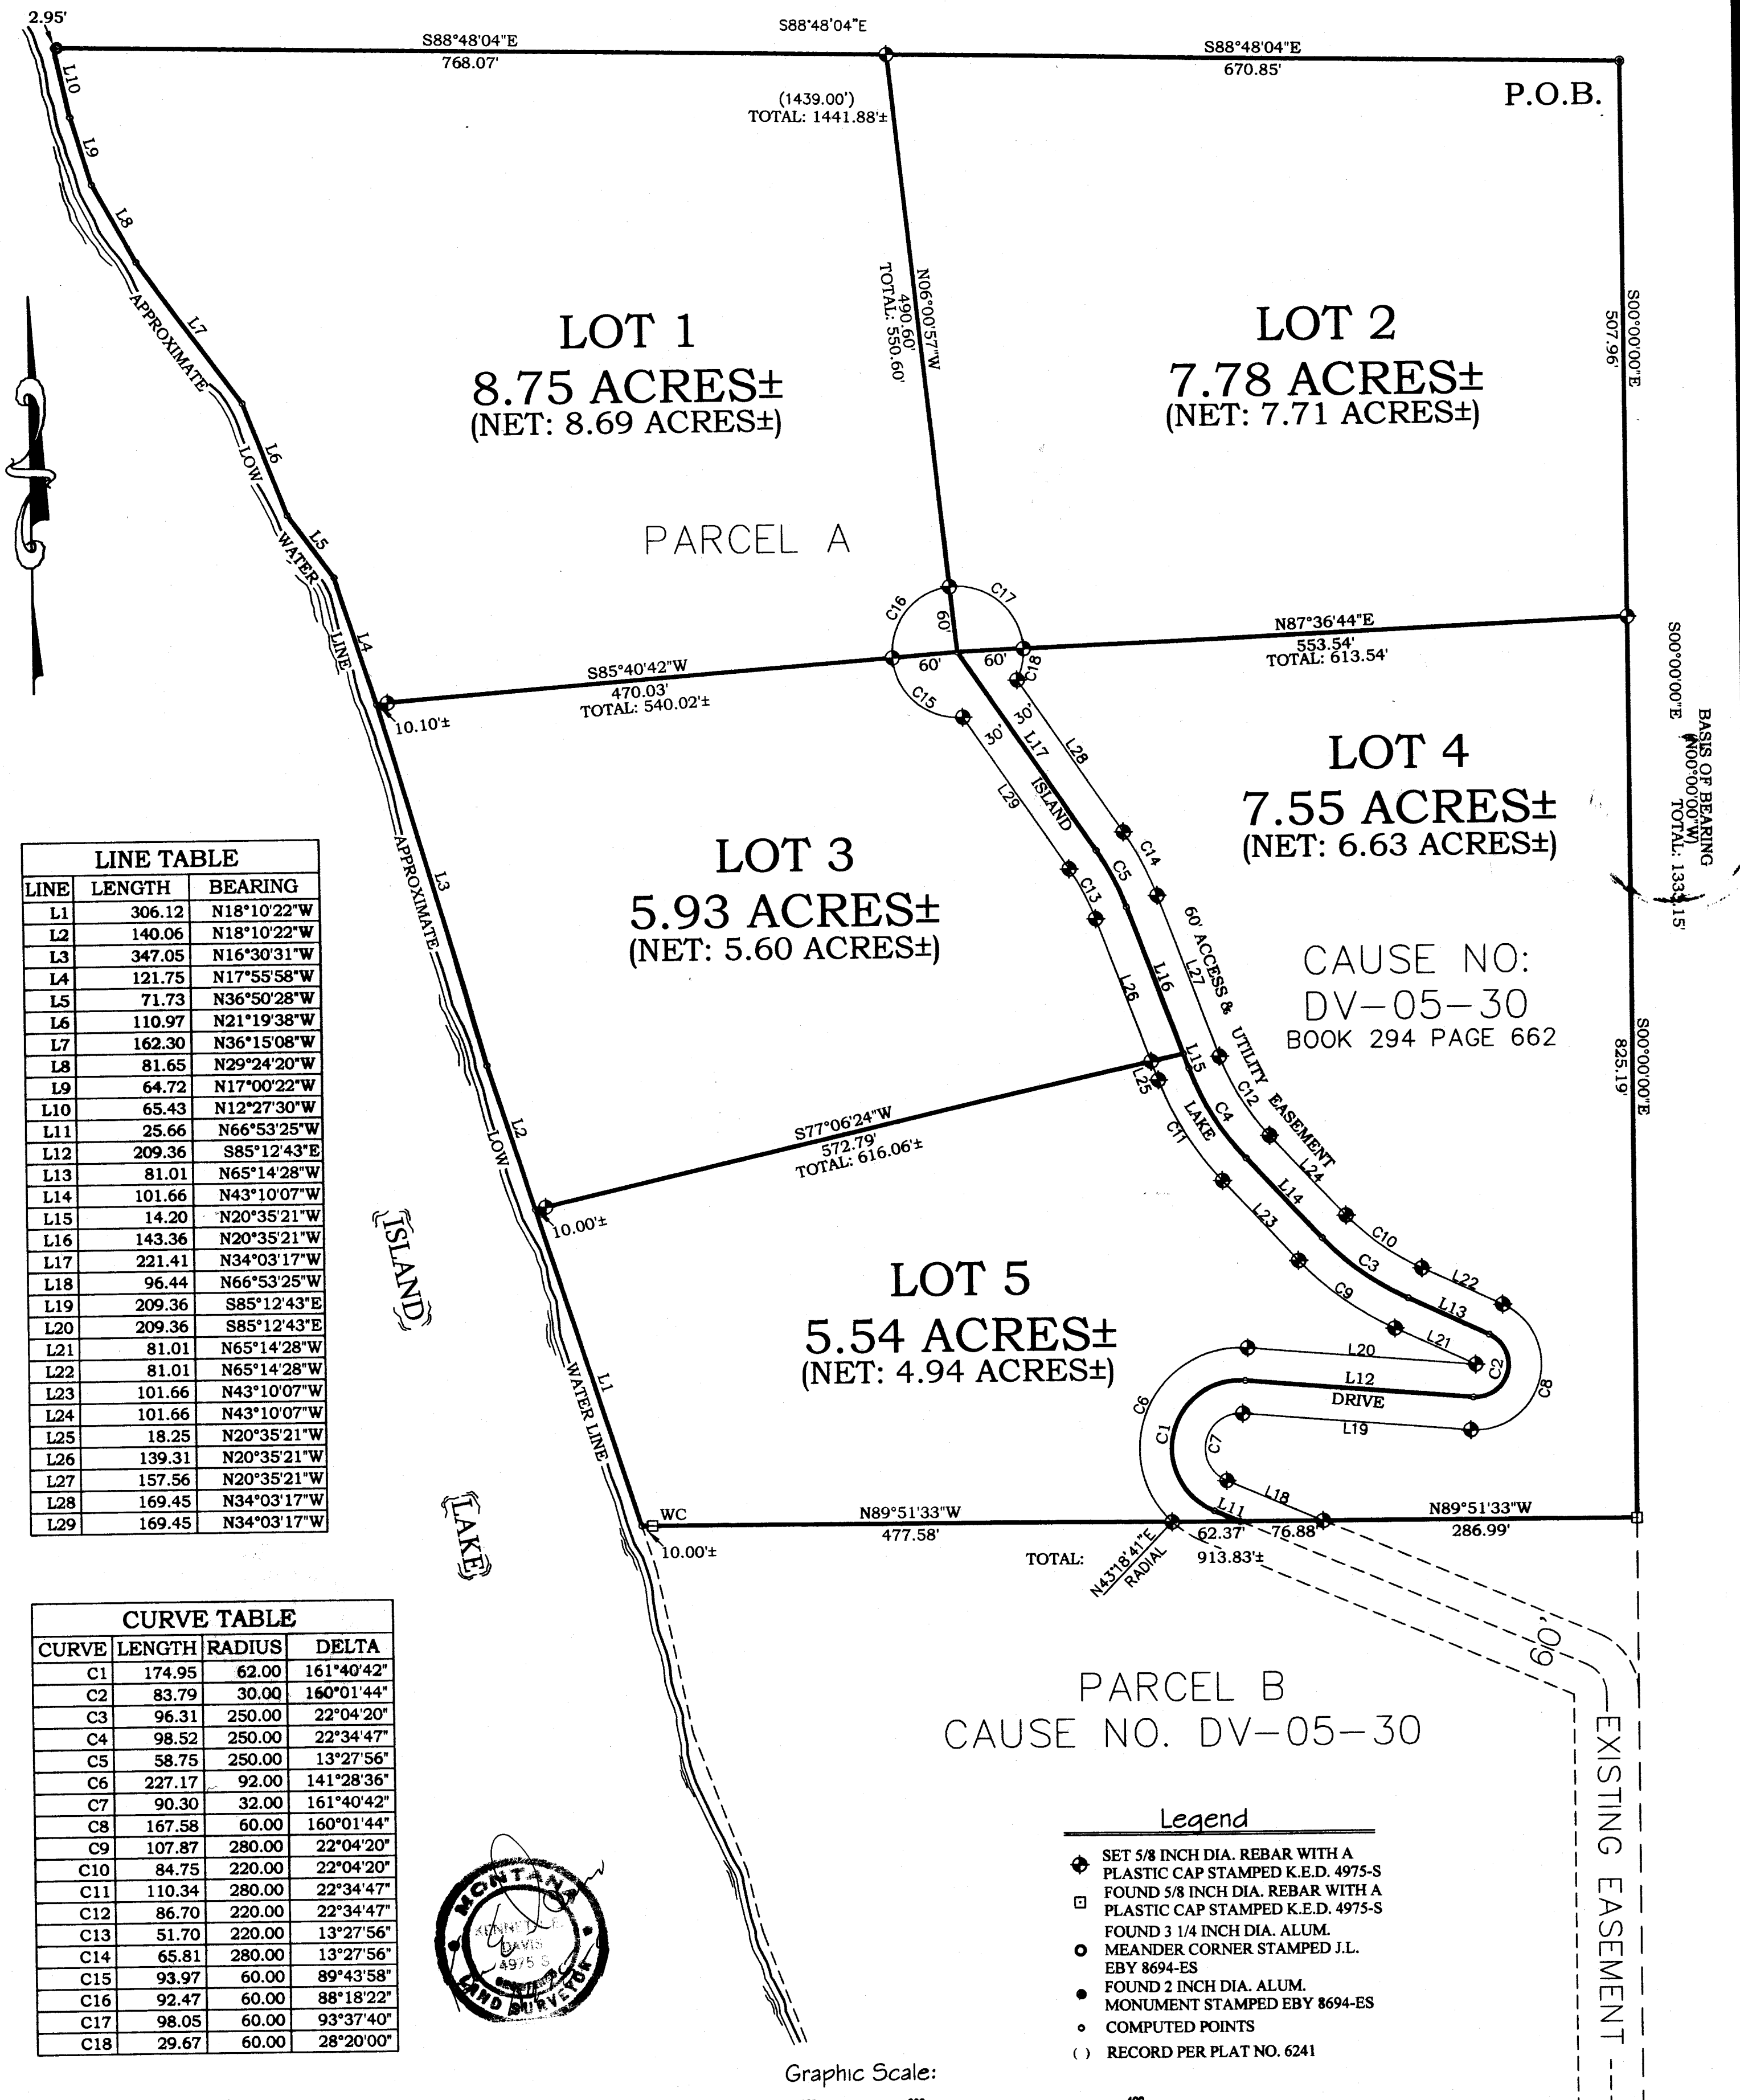 2.95'
S88°48'04"E
768.07'
S88°48'04"E
S88°48'04"E
670.85'
(1439.00')
TOTAL: 1441.88'±
P.O.B.
L10
L9
L8
L7
L6
L5
L4
L3
L2
L1
APPROXIMATE
LOW
WATER
LINE
APPROXIMATE
LOW
WATER LINE
N06°00'57"W
490.60'
TOTAL: 550.60'
S00°00'00"E
507.96'
LOT 1
8.75 ACRES±
(NET: 8.69 ACRES±)
LOT 2
7.78 ACRES±
(NET: 7.71 ACRES±)
PARCEL A
C16
C17
60'
60'
60'
C18
C15
30'
30'
N87°36'44"E
553.54'
TOTAL: 613.54'
S85°40'42"W
470.03'
TOTAL: 540.02'±
10.10'±
S00°00'00"E
BASIS OF BEARING
(N00°00'00"W)
TOTAL: 1333.15'
L17
L28
L29
ISLAND
LOT 4
7.55 ACRES±
(NET: 6.63 ACRES±)
LOT 3
5.93 ACRES±
(NET: 5.60 ACRES±)
C14
C5
C13
L16
L27
L26
60' ACCESS & UTILITY EASEMENT
CAUSE NO:
DV-05-30
BOOK 294 PAGE 662
S00°00'00"E
825.19'
L15
L25
C12
C4
C11
LAKE
S77°06'24"W
572.79'
TOTAL: 616.06'±
10.00'±
L24
L14
L23
C10
C3
C9
L22
L13
L21
L20
C2
C8
L12
DRIVE
L19
C6
C1
C7
L18
L11
LOT 5
5.54 ACRES±
(NET: 4.94 ACRES±)
ISLAND
LAKE
WC
N89°51'33"W
477.58'
10.00'±
N89°51'33"W
286.99'
62.37'
76.88'
TOTAL:
913.83'±
N43°18'41"E
RADIAL
60'
EXISTING EASEMENT
PARCEL B
CAUSE NO. DV-05-30
LINE TABLE
LINE LENGTH BEARING
L1 306.12 N18°10'22"W
L2 140.06 N18°10'22"W
L3 347.05 N16°30'31"W
L4 121.75 N17°55'58"W
L5 71.73 N36°50'28"W
L6 110.97 N21°19'38"W
L7 162.30 N36°15'08"W
L8 81.65 N29°24'20"W
L9 64.72 N17°00'22"W
L10 65.43 N12°27'30"W
L11 25.66 N66°53'25"W
L12 209.36 S85°12'43"E
L13 81.01 N65°14'28"W
L14 101.66 N43°10'07"W
L15 14.20 N20°35'21"W
L16 143.36 N20°35'21"W
L17 221.41 N34°03'17"W
L18 96.44 N66°53'25"W
L19 209.36 S85°12'43"E
L20 209.36 S85°12'43"E
L21 81.01 N65°14'28"W
L22 81.01 N65°14'28"W
L23 101.66 N43°10'07"W
L24 101.66 N43°10'07"W
L25 18.25 N20°35'21"W
L26 139.31 N20°35'21"W
L27 157.56 N20°35'21"W
L28 169.45 N34°03'17"W
L29 169.45 N34°03'17"W
CURVE TABLE
CURVE LENGTH RADIUS DELTA
C1 174.95 62.00 161°40'42"
C2 83.79 30.00 160°01'44"
C3 96.31 250.00 22°04'20"
C4 98.52 250.00 22°34'47"
C5 58.75 250.00 13°27'56"
C6 227.17 92.00 141°28'36"
C7 90.30 32.00 161°40'42"
C8 167.58 60.00 160°01'44"
C9 107.87 280.00 22°04'20"
C10 84.75 220.00 22°04'20"
C11 110.34 280.00 22°34'47"
C12 86.70 220.00 22°34'47"
C13 51.70 220.00 13°27'56"
C14 65.81 280.00 13°27'56"
C15 93.97 60.00 89°43'58"
C16 92.47 60.00 88°18'22"
C17 98.05 60.00 93°37'40"
C18 29.67 60.00 28°20'00"
MONTANA
KENNETH E.
DAVIS
4975 S
LAND SURVEYOR
Legend
SET 5/8 INCH DIA. REBAR WITH A
PLASTIC CAP STAMPED K.E.D. 4975-S
FOUND 5/8 INCH DIA. REBAR WITH A
PLASTIC CAP STAMPED K.E.D. 4975-S
FOUND 3 1/4 INCH DIA. ALUM.
MEANDER CORNER STAMPED J.L.
EBY 8694-ES
FOUND 2 INCH DIA. ALUM.
MONUMENT STAMPED EBY 8694-ES
COMPUTED POINTS
( ) RECORD PER PLAT NO. 6241
Graphic Scale: